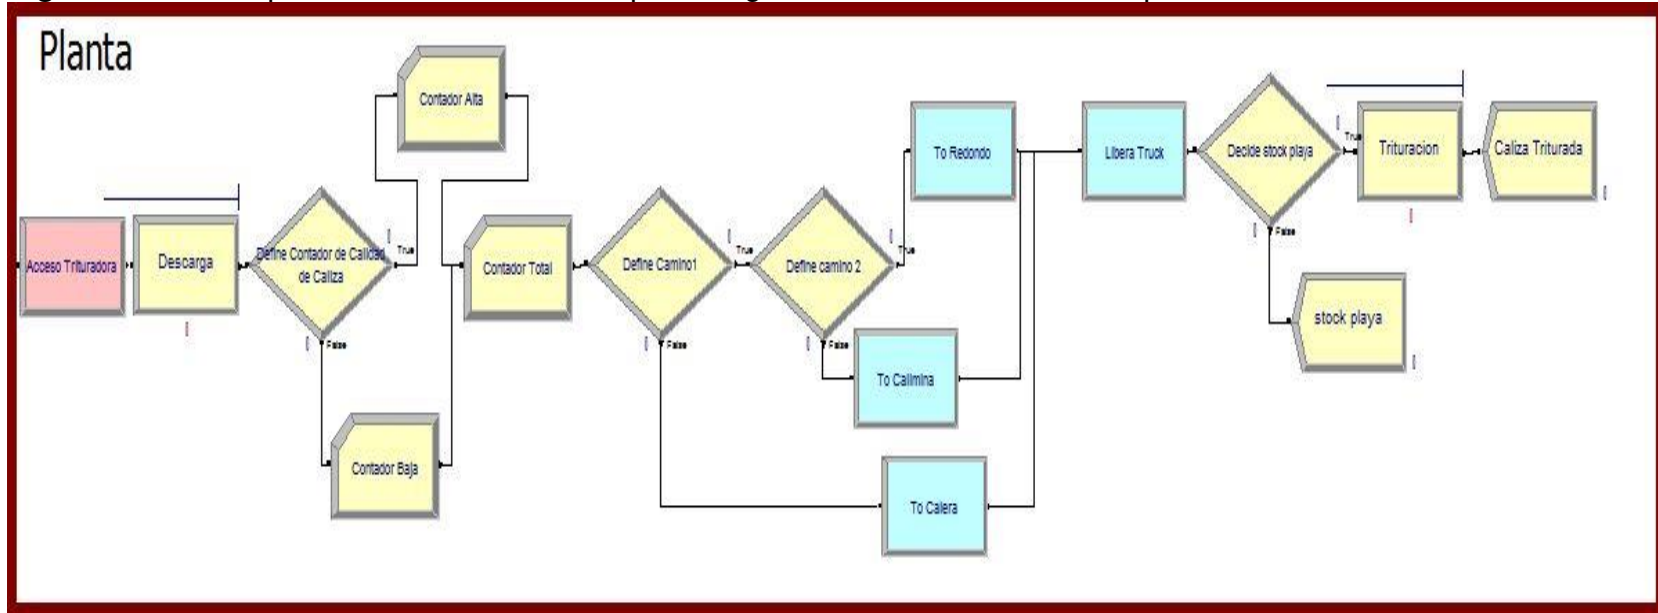 Planta
Contador Alta
To Redondo
Libera Truck
Decide stock playa
True
Trituracion
Caliza Triturada
Acceso Trituradora
Descarga
Define Contador de Calidad
de Caliza
True
False
Contador Total
Define Camino1
True
False
Define camino 2
True
False
False
stock playa
To Calimina
Contador Baja
To Calera